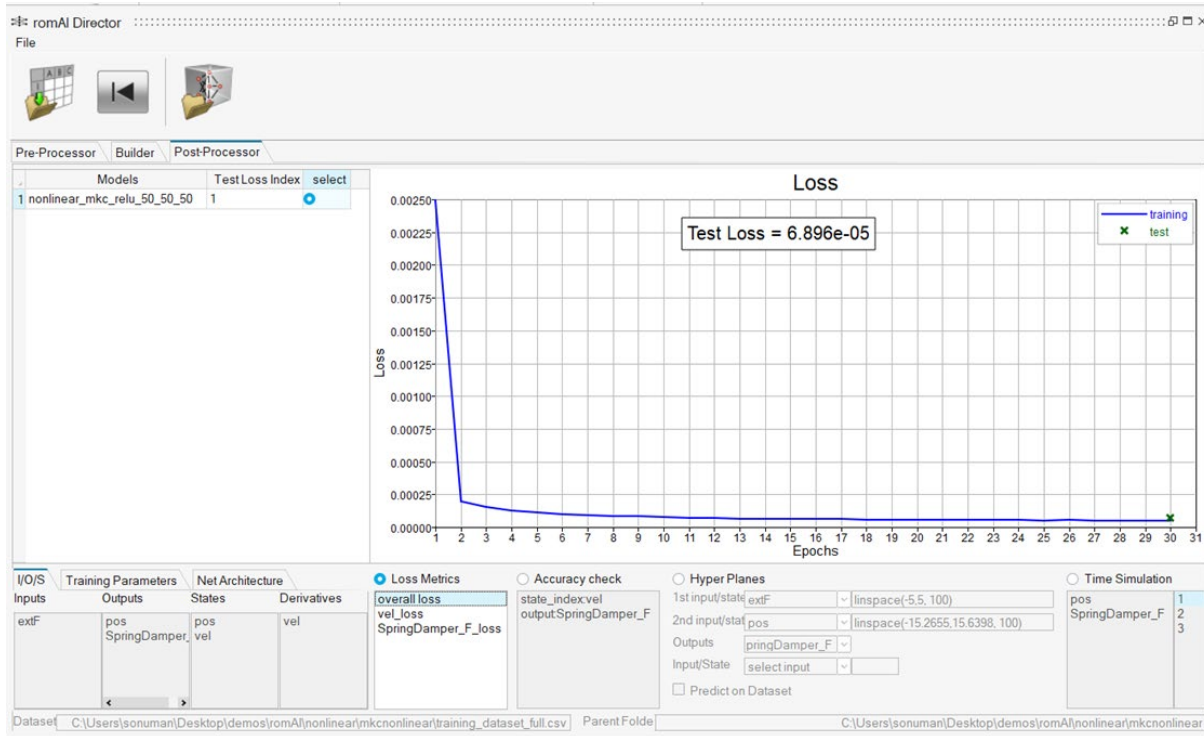 romAI Director
File
A B C
1
Pre-Processor Builder Post-Processor
Models Test Loss Index select
1 nonlinear_mkc_relu_50_50_50 1
Loss
Test Loss = 6.896e-05
training
test
0.00250
0.00225
0.00200
0.00175
0.00150
0.00125
0.00100
0.00075
0.00050
0.00025
0.00000
Loss
1 2 3 4 5 6 7 8 9 10 11 12 13 14 15 16 17 18 19 20 21 22 23 24 25 26 27 28 29 30 31
Epochs
I/O/S Training Parameters Net Architecture
Inputs Outputs States Derivatives
extF pos pos vel
SpringDamper_ vel
Loss Metrics
overall loss
vel_loss
SpringDamper_F_loss
Accuracy check
state_index:vel
output:SpringDamper_F
Hyper Planes
1st input/state extF linspace(-5,5, 100)
2nd input/stat pos linspace(-15.2655,15.6398, 100)
Outputs pringDamper_F
Input/State select input
Predict on Dataset
Time Simulation
pos 1
SpringDamper_F 2
3
Dataset C:\Users\sonuman\Desktop\demos\romAI\nonlinear\mkcnonlinear\training_dataset_full.csv Parent Folde C:\Users\sonuman\Desktop\demos\romAI\nonlinear\mkcnonlinear